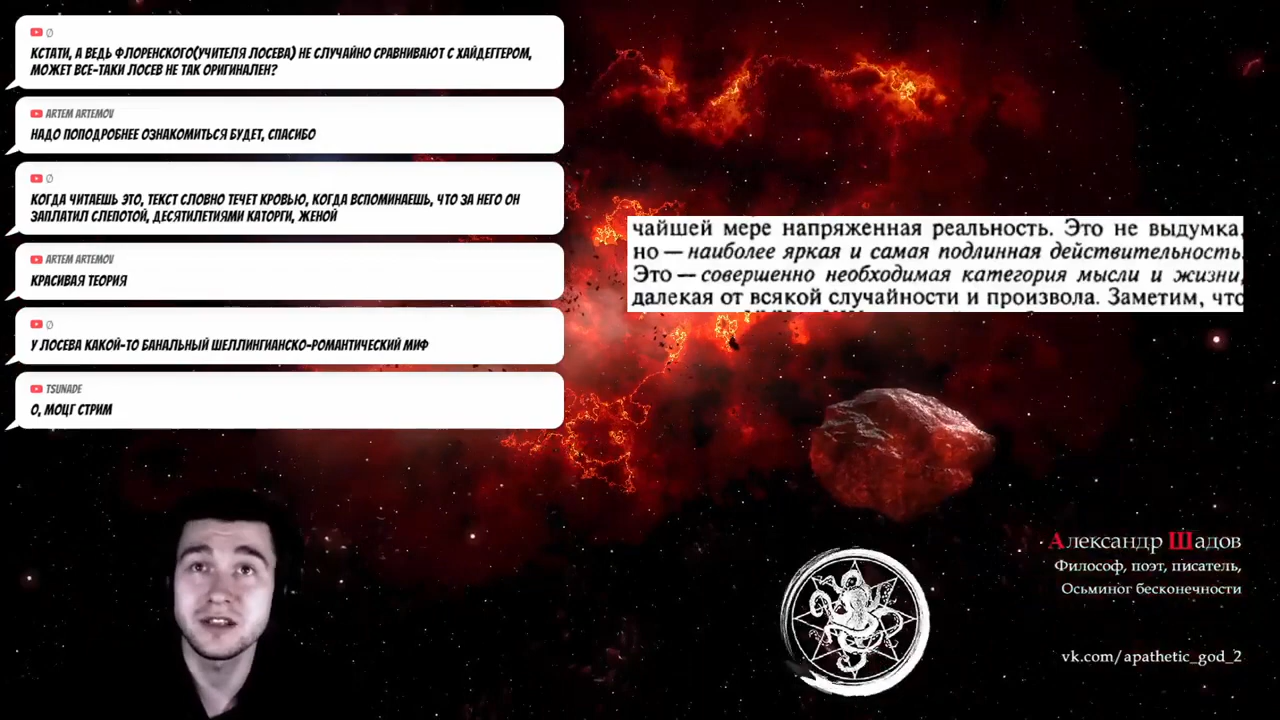 Ø
КСТАТИ, А ВЕДЬ ФЛОРЕНСКОГО(УЧИТЕЛЯ ЛОСЕВА) НЕ СЛУЧАЙНО СРАВНИВАЮТ С ХАЙДЕГГЕРОМ,
МОЖЕТ ВСЕ-ТАКИ ЛОСЕВ НЕ ТАК ОРИГИНАЛЕН?
ARTEM ARTEMOV
НАДО ПОПОДРОБНЕЕ ОЗНАКОМИТЬСЯ БУДЕТ, СПАСИБО
Ø
КОГДА ЧИТАЕШЬ ЭТО, ТЕКСТ СЛОВНО ТЕЧЕТ КРОВЬЮ, КОГДА ВСПОМИНАЕШЬ, ЧТО ЗА НЕГО ОН
ЗАПЛАТИЛ СЛЕПОТОЙ, ДЕСЯТИЛЕТИЯМИ КАТОРГИ, ЖЕНОЙ
ARTEM ARTEMOV
КРАСИВАЯ ТЕОРИЯ
Ø
У ЛОСЕВА КАКОЙ-ТО БАНАЛЬНЫЙ ШЕЛЛИНГИАНСКО-РОМАНТИЧЕСКИЙ МИФ
TSUNADE
О, МОЦГ СТРИМ
чайшей мере напряженная реальность. Это не выдумка,
но — наиболее яркая и самая подлинная действительность.
Это — совершенно необходимая категория мысли и жизни,
далекая от всякой случайности и произвола. Заметим, что
Александр Шадов
Философ, поэт, писатель,
Осьминог бесконечности
vk.com/apathetic_god_2